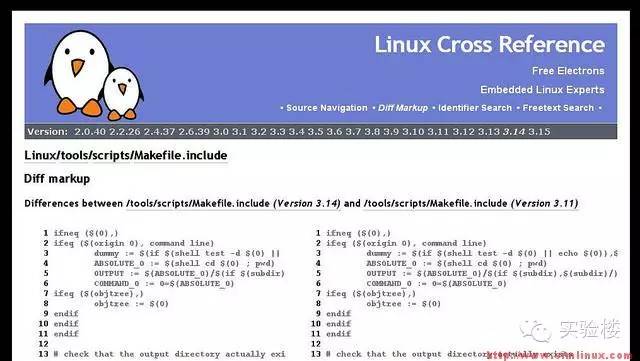 Linux Cross Reference
Free Electrons
Embedded Linux Experts
• Source Navigation • Diff Markup • Identifier Search • Freetext Search •
Version: 2.0.40 2.2.26 2.4.37 2.6.39 3.0 3.1 3.2 3.3 3.4 3.5 3.6 3.7 3.8 3.9 3.10 3.11 3.12 3.13 3.14 3.15
Linux/tools/scripts/Makefile.include
Diff markup
Differences between /tools/scripts/Makefile.include (Version 3.14) and /tools/scripts/Makefile.include (Version 3.11)
1 ifneq ($(O),)
2 ifeq ($(origin O), command line)
3 dummy := $(if $(shell test -d $(O) ||
4 ABSOLUTE_O := $(shell cd $(O) ; pwd)
5 OUTPUT := $(ABSOLUTE_O)/$(if $(subdir)
6 COMMAND_O := O=$(ABSOLUTE_O)
7 ifeq ($(objtree),)
8 objtree := $(O)
9 endif
10 endif
11 endif
12
13 # check that the output directory actually exi
1 ifneq ($(O),)
2 ifeq ($(origin O), command line)
3 dummy := $(if $(shell test -d $(O) || echo $(O)),$
4 ABSOLUTE_O := $(shell cd $(O) ; pwd)
5 OUTPUT := $(ABSOLUTE_O)/$(if $(subdir),$(subdir)/)
6 COMMAND_O := O=$(ABSOLUTE_O)
7 ifeq ($(objtree),)
8 objtree := $(O)
9 endif
10 endif
11 endif
12
13 # check that the output directory actually exists
实验楼